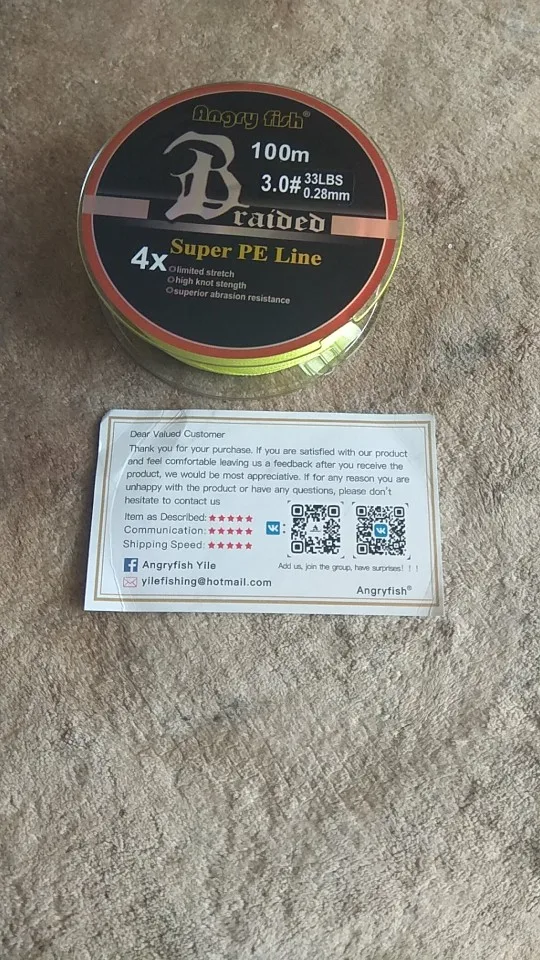 Angry fish®
100m
3.0# 33LBS
0.28mm
Braided
Super PE Line
4x
limited stretch
high knot stength
superior abrasion resistance
Dear Valued Customer
Thank you for your purchase. If you are satisfied with our product
and feel comfortable leaving us a feedback after you receive the
product, we would be most appreciative. If for any reason you are
unhappy with the product or have any questions, please don't
hesitate to contact us
Item as Described: ★★★★★
Communication: ★★★★★
Shipping Speed: ★★★★★
Angryfish Yile
yilefishing@hotmail.com
Add us, join the group, have surprises! ! !
Angryfish®